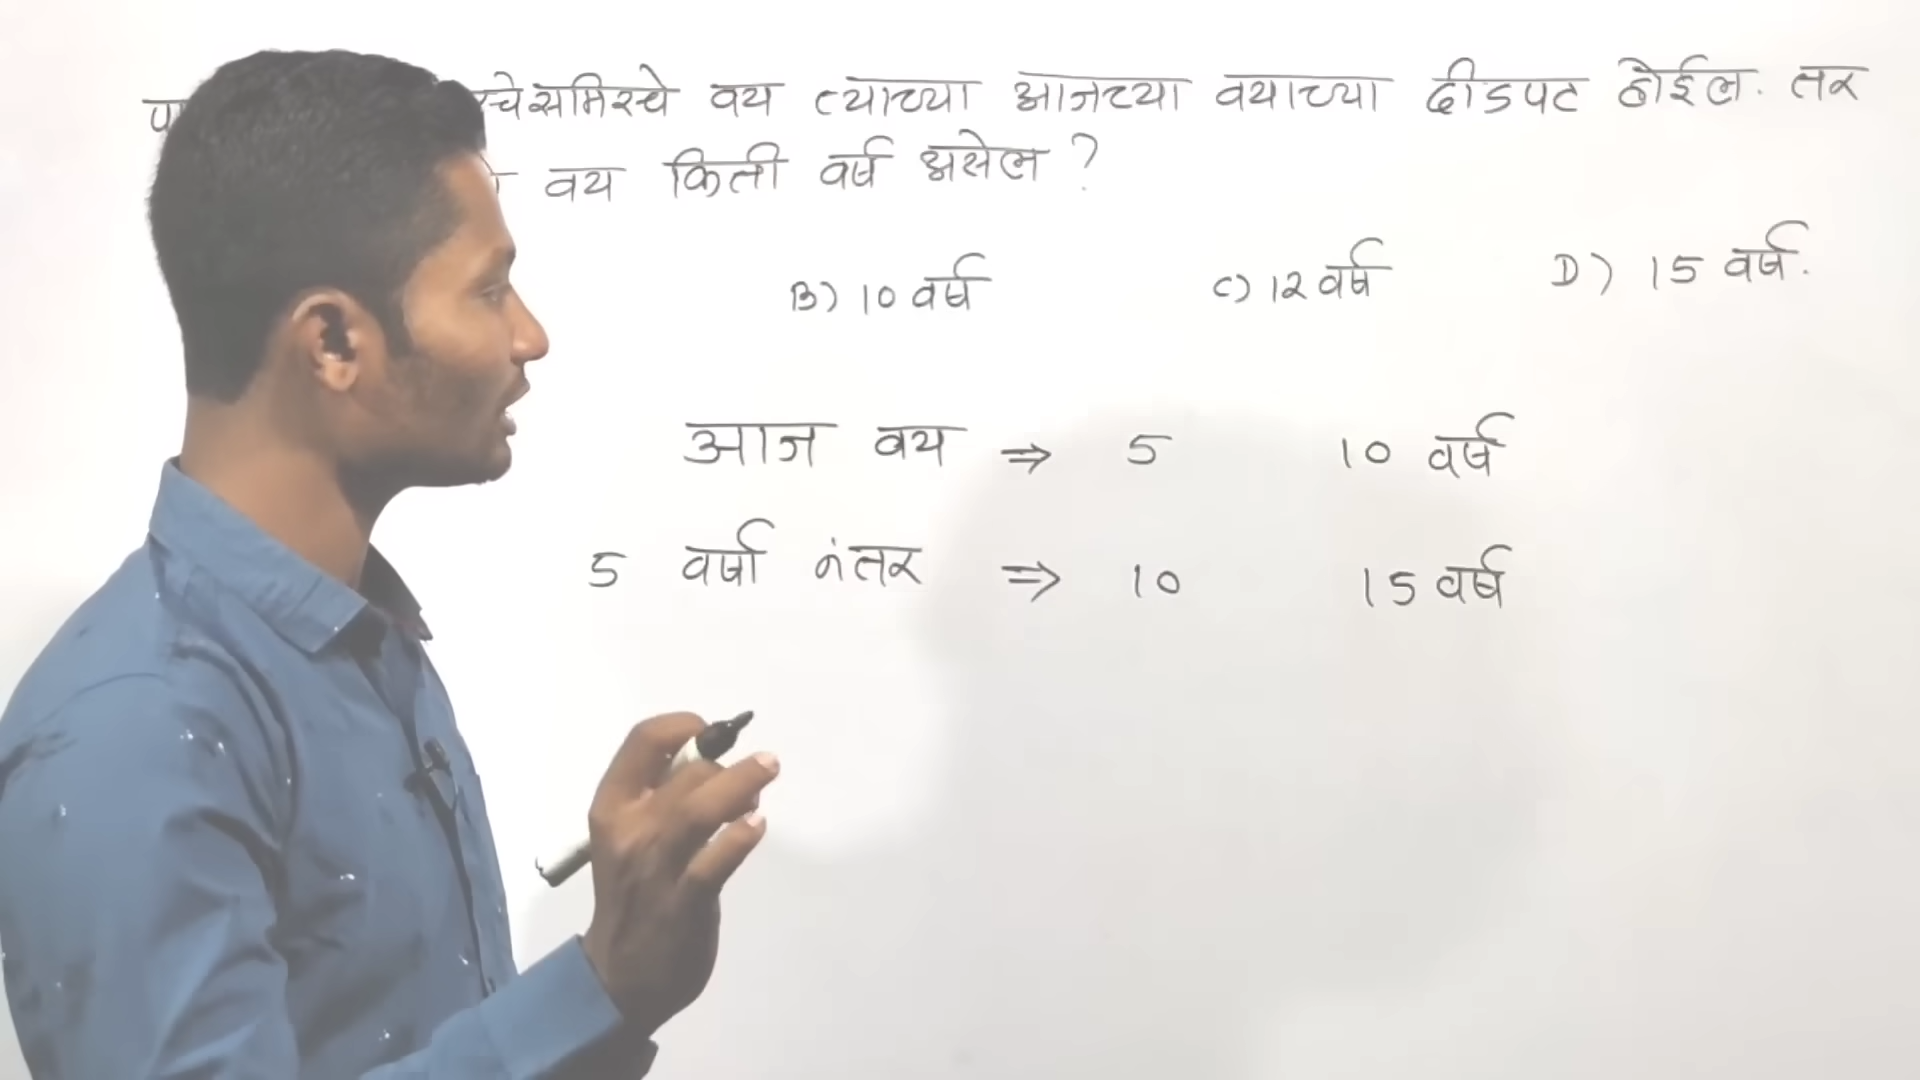 चे समिरचे वय त्याच्या आजच्या वयाच्या दीडपट होईल. तर
वय किती वर्ष असेल ?
B) 10 वर्ष C) 12 वर्ष D) 15 वर्ष.
आज वय ⇒ 5 10 वर्ष
5 वर्षा नंतर ⇒ 10 15 वर्ष